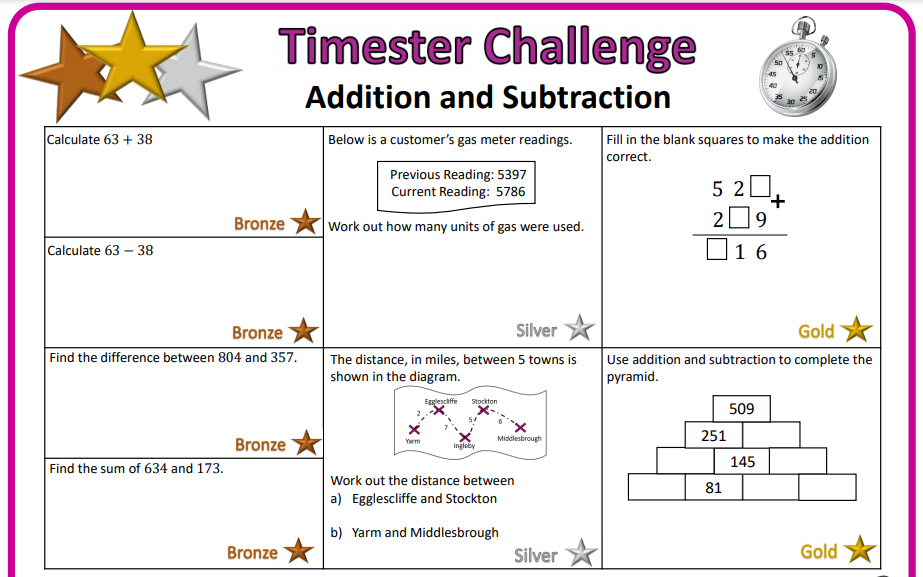 Timester Challenge
Addition and Subtraction
55 60 5
50 10
45 15
40 20
35 30 25
Calculate 63 + 38
Bronze
Calculate 63 − 38
Bronze
Find the difference between 804 and 357.
Bronze
Find the sum of 634 and 173.
Bronze
Below is a customer's gas meter readings.
Previous Reading: 5397
Current Reading: 5786
Work out how many units of gas were used.
Silver
The distance, in miles, between 5 towns is
shown in the diagram.
Egglescliffe Stockton
2 7 5 6
Yarm Ingleby Middlesbrough
Work out the distance between
a) Egglescliffe and Stockton
b) Yarm and Middlesbrough
Silver
Fill in the blank squares to make the addition
correct.
5 2 □ +
2 □ 9
□ 1 6
Gold
Use addition and subtraction to complete the
pyramid.
509
251
145
81
Gold